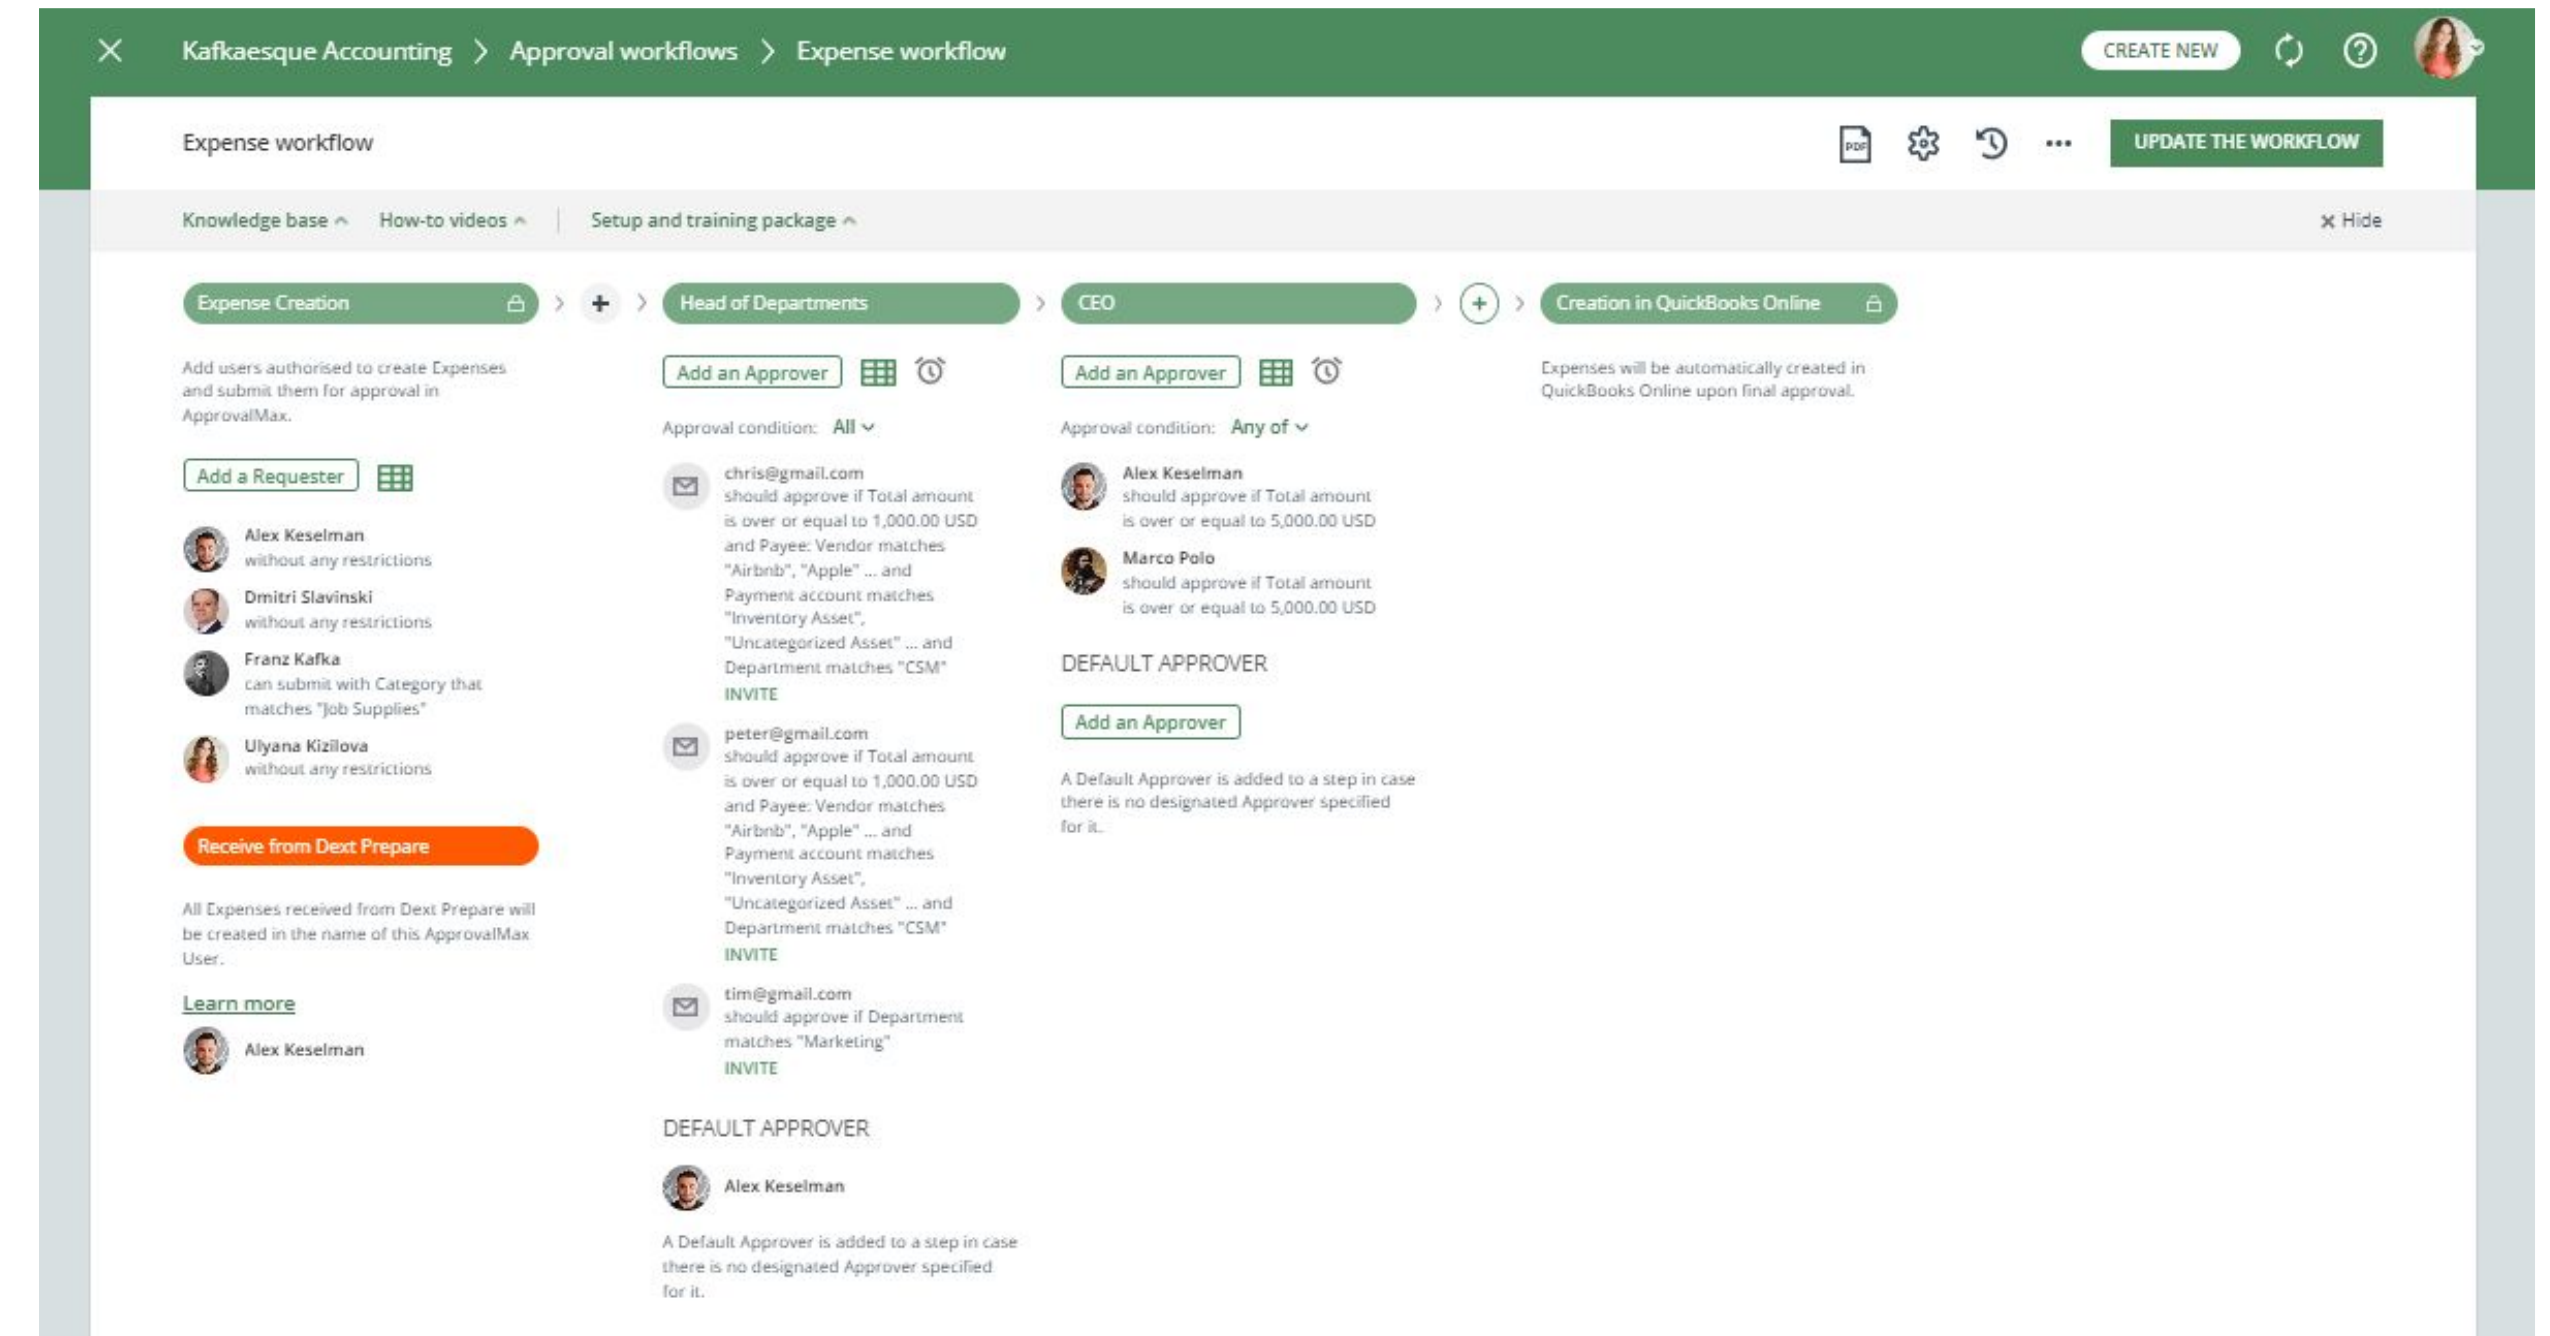 Kafkaesque Accounting > Approval workflows > Expense workflow
CREATE NEW
Expense workflow
PDF
UPDATE THE WORKFLOW
Knowledge base
How-to videos
Setup and training package
Hide
Expense Creation
Add users authorised to create Expenses
and submit them for approval in
ApprovalMax.
Add a Requester
Alex Keselman
without any restrictions
Dmitri Slavinski
without any restrictions
Franz Kafka
can submit with Category that
matches "Job Supplies"
Ulyana Kizilova
without any restrictions
Receive from Dext Prepare
All Expenses received from Dext Prepare will
be created in the name of this ApprovalMax
User.
Learn more
Alex Keselman
Head of Departments
Add an Approver
Approval condition: All
chris@gmail.com
should approve if Total amount
is over or equal to 1,000.00 USD
and Payee: Vendor matches
"Airbnb", "Apple" ... and
Payment account matches
"Inventory Asset",
"Uncategorized Asset" ... and
Department matches "CSM"
INVITE
peter@gmail.com
should approve if Total amount
is over or equal to 1,000.00 USD
and Payee: Vendor matches
"Airbnb", "Apple" ... and
Payment account matches
"Inventory Asset",
"Uncategorized Asset" ... and
Department matches "CSM"
INVITE
tim@gmail.com
should approve if Department
matches "Marketing"
INVITE
DEFAULT APPROVER
Alex Keselman
A Default Approver is added to a step in case
there is no designated Approver specified
for it.
CEO
Add an Approver
Approval condition: Any of
Alex Keselman
should approve if Total amount
is over or equal to 5,000.00 USD
Marco Polo
should approve if Total amount
is over or equal to 5,000.00 USD
DEFAULT APPROVER
Add an Approver
A Default Approver is added to a step in case
there is no designated Approver specified
for it.
Creation in QuickBooks Online
Expenses will be automatically created in
QuickBooks Online upon final approval.